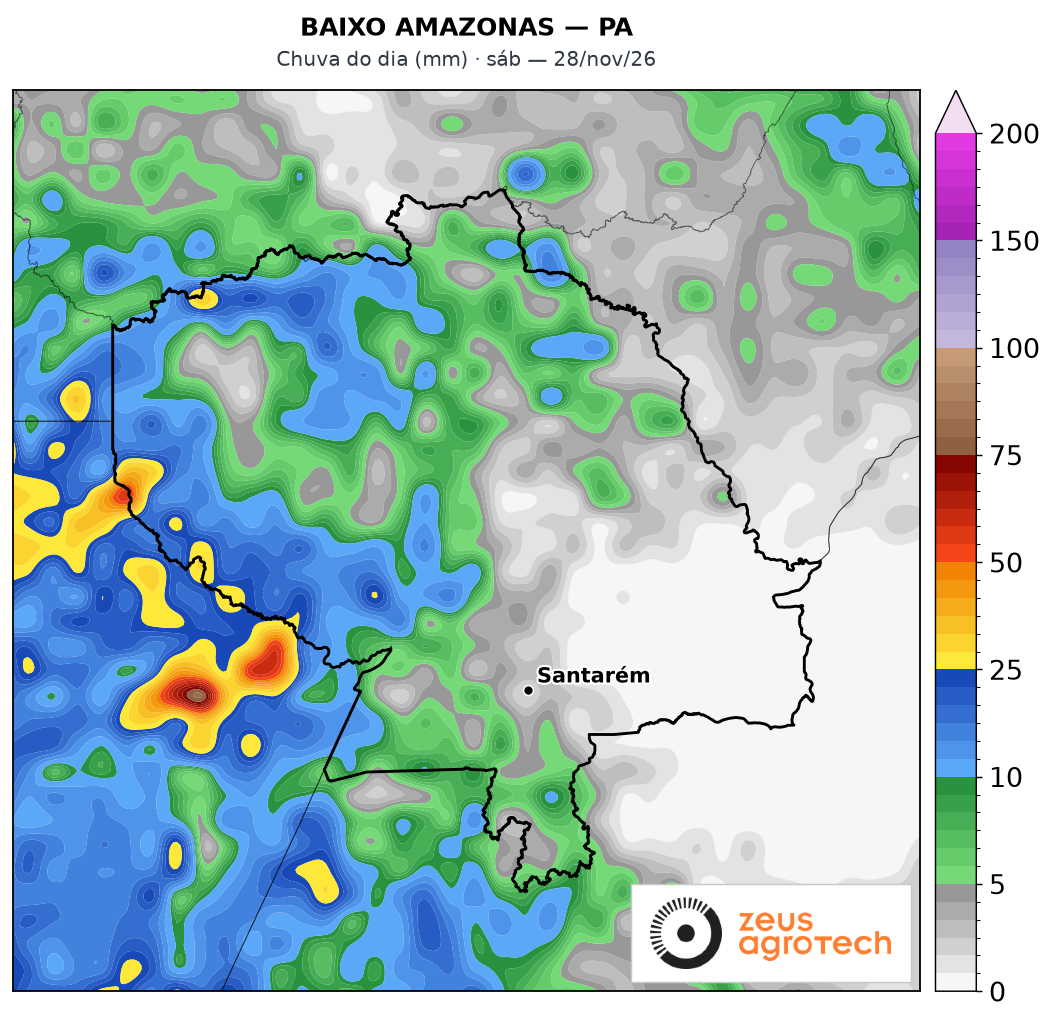 BAIXO AMAZONAS — PA
Chuva do dia (mm) · sáb — 28/nov/26
200
150
100
75
50
25
10
5
0
Santarém
zeus
agrotech